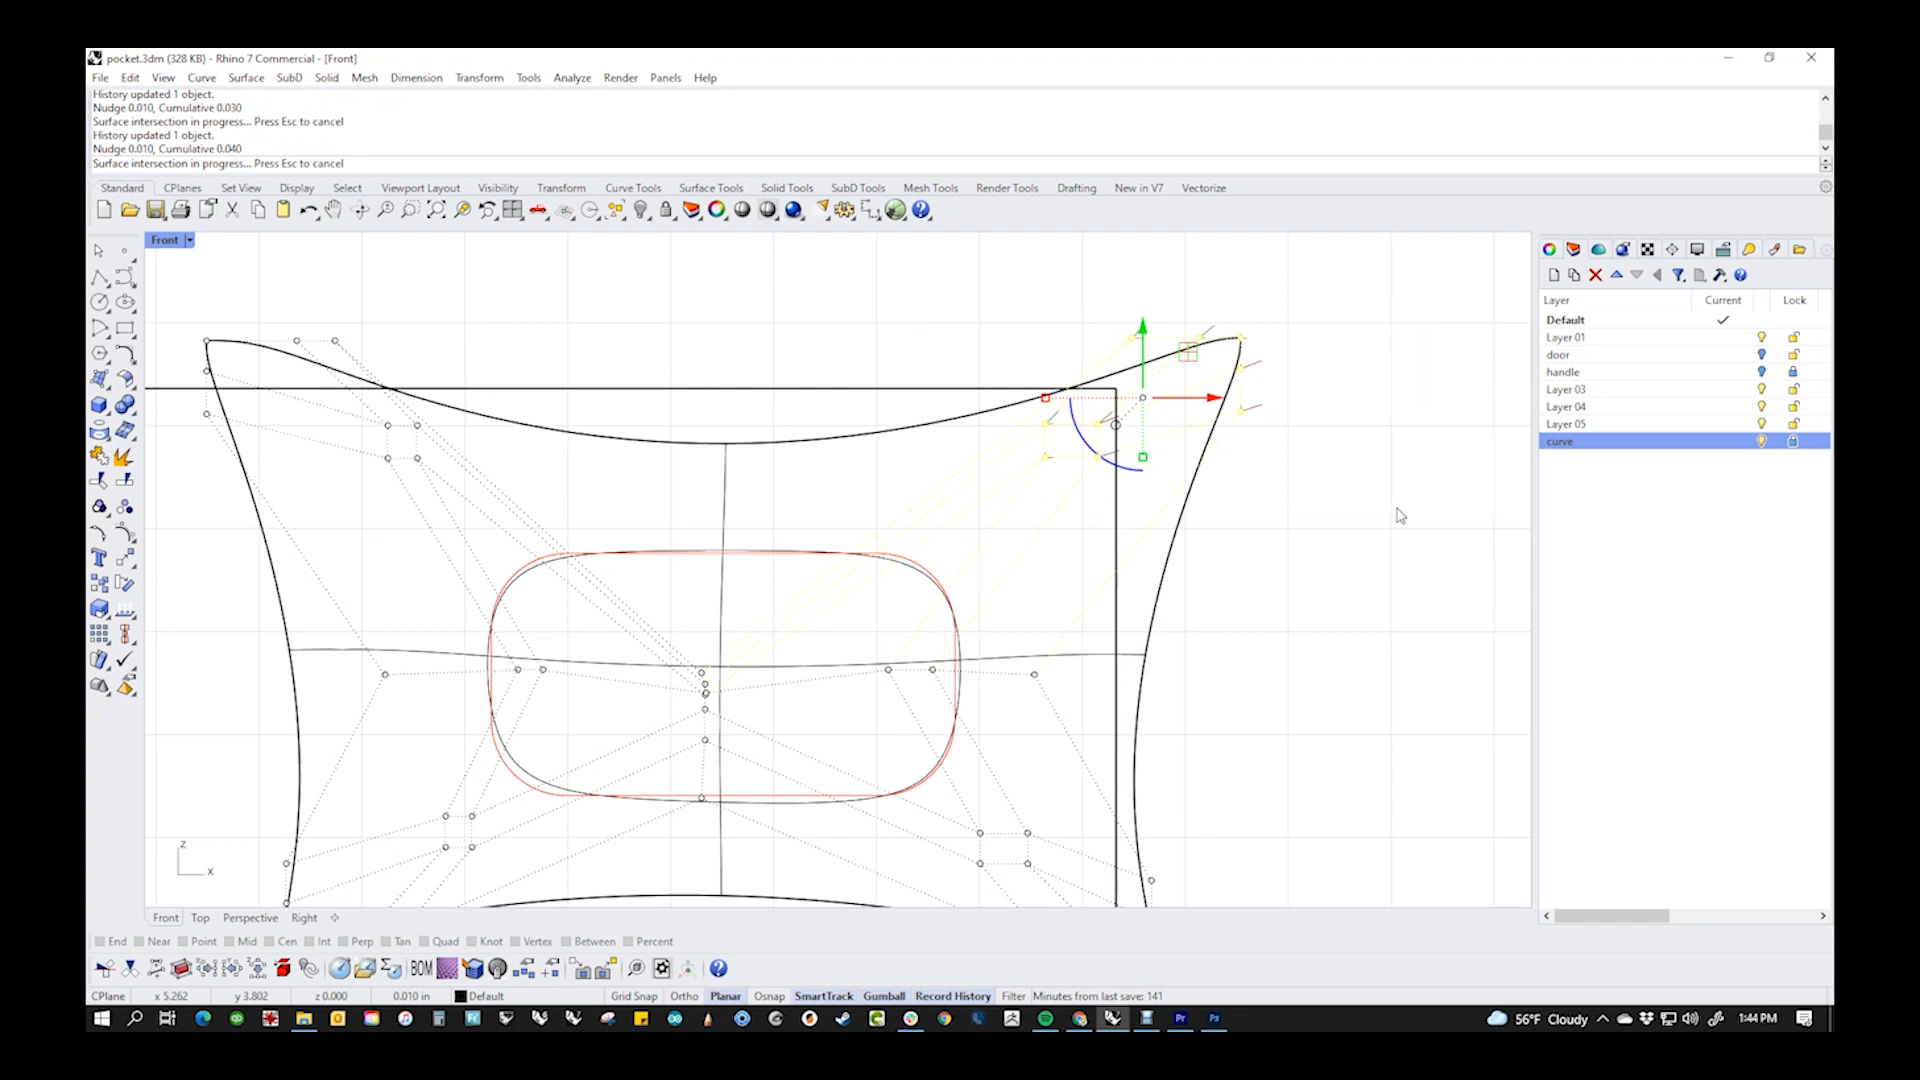 pocket.3dm (328 KB) - Rhino 7 Commercial - [Front]
File Edit View Curve Surface SubD Solid Mesh Dimension Transform Tools Analyze Render Panels Help
History updated 1 object.
Nudge 0.010, Cumulative 0.030
Surface intersection in progress... Press Esc to cancel
History updated 1 object.
Nudge 0.010, Cumulative 0.040
Surface intersection in progress... Press Esc to cancel
Standard CPlanes Set View Display Select Viewport Layout Visibility Transform Curve Tools Surface Tools Solid Tools SubD Tools Mesh Tools Render Tools Drafting New in V7 Vectorize
Front
Layer Current Lock
Default
Layer 01
door
handle
Layer 03
Layer 04
Layer 05
curve
z
x
Front Top Perspective Right
End Near Point Mid Cen Int Perp Tan Quad Knot Vertex Between Percent
BOM
CPlane x 5.262 y 3.802 z 0.000 0.010 in Default Grid Snap Ortho Planar Osnap SmartTrack Gumball Record History Filter Minutes from last save: 141
56°F Cloudy 1:44 PM